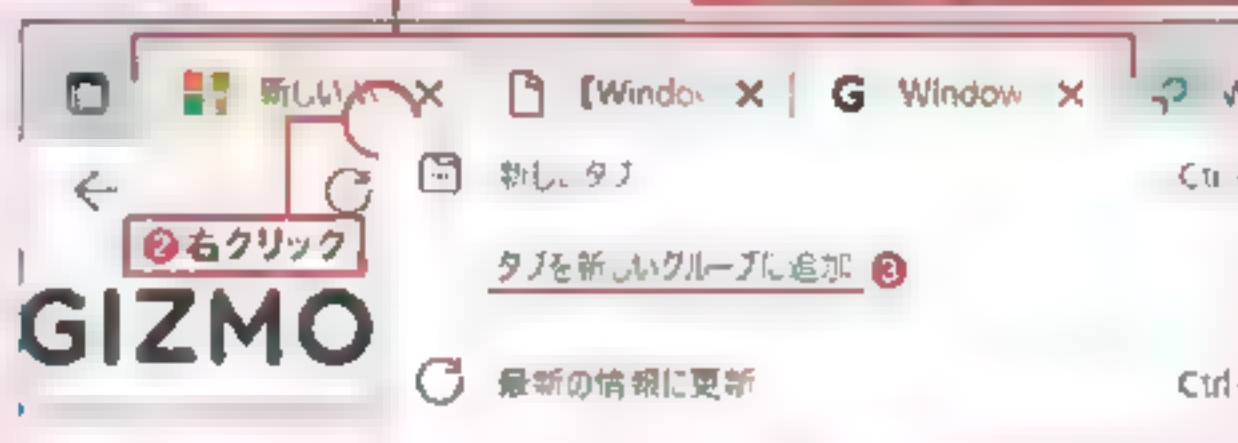 新しい
[Windo
G Window
新しいタブ
Ctrl
❷右クリック
タブを新しいグループに追加 ❸
GIZMO
最新の情報に更新
Ctrl